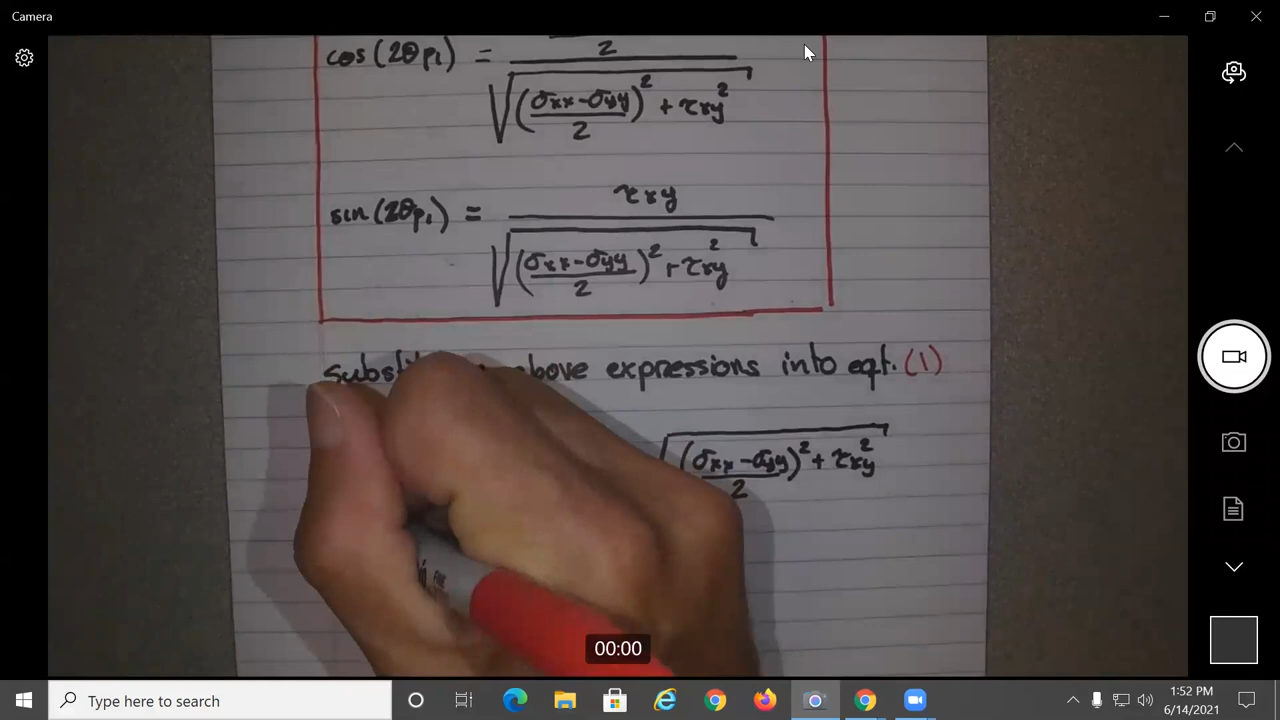 Camera
2
cos(2θp₁) =
√((σxx-σyy)/2)² + τxy²
τxy
sin(2θp₁) =
√((σxx-σyy)/2)² + τxy²
above expressions into eqt. (1)
√((σxx-σyy)/2)² + τxy²
FINE
00:00
Type here to search
1:52 PM
6/14/2021